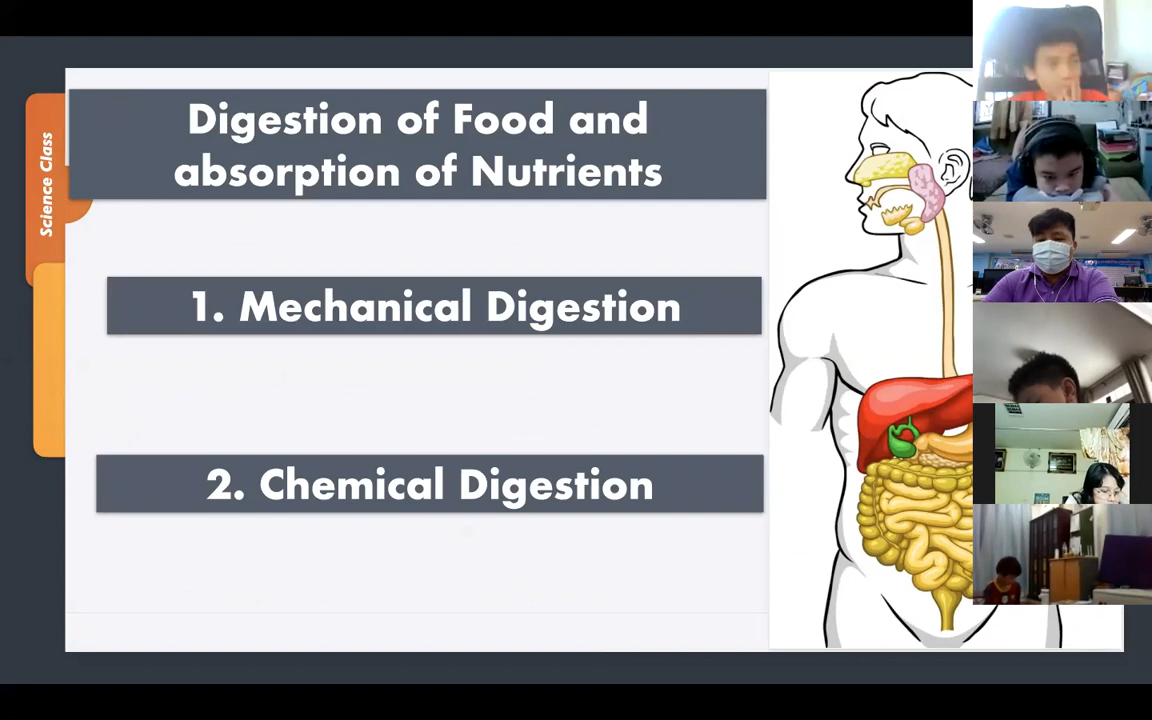 Science Class
Digestion of Food and
absorption of Nutrients
1. Mechanical Digestion
2. Chemical Digestion